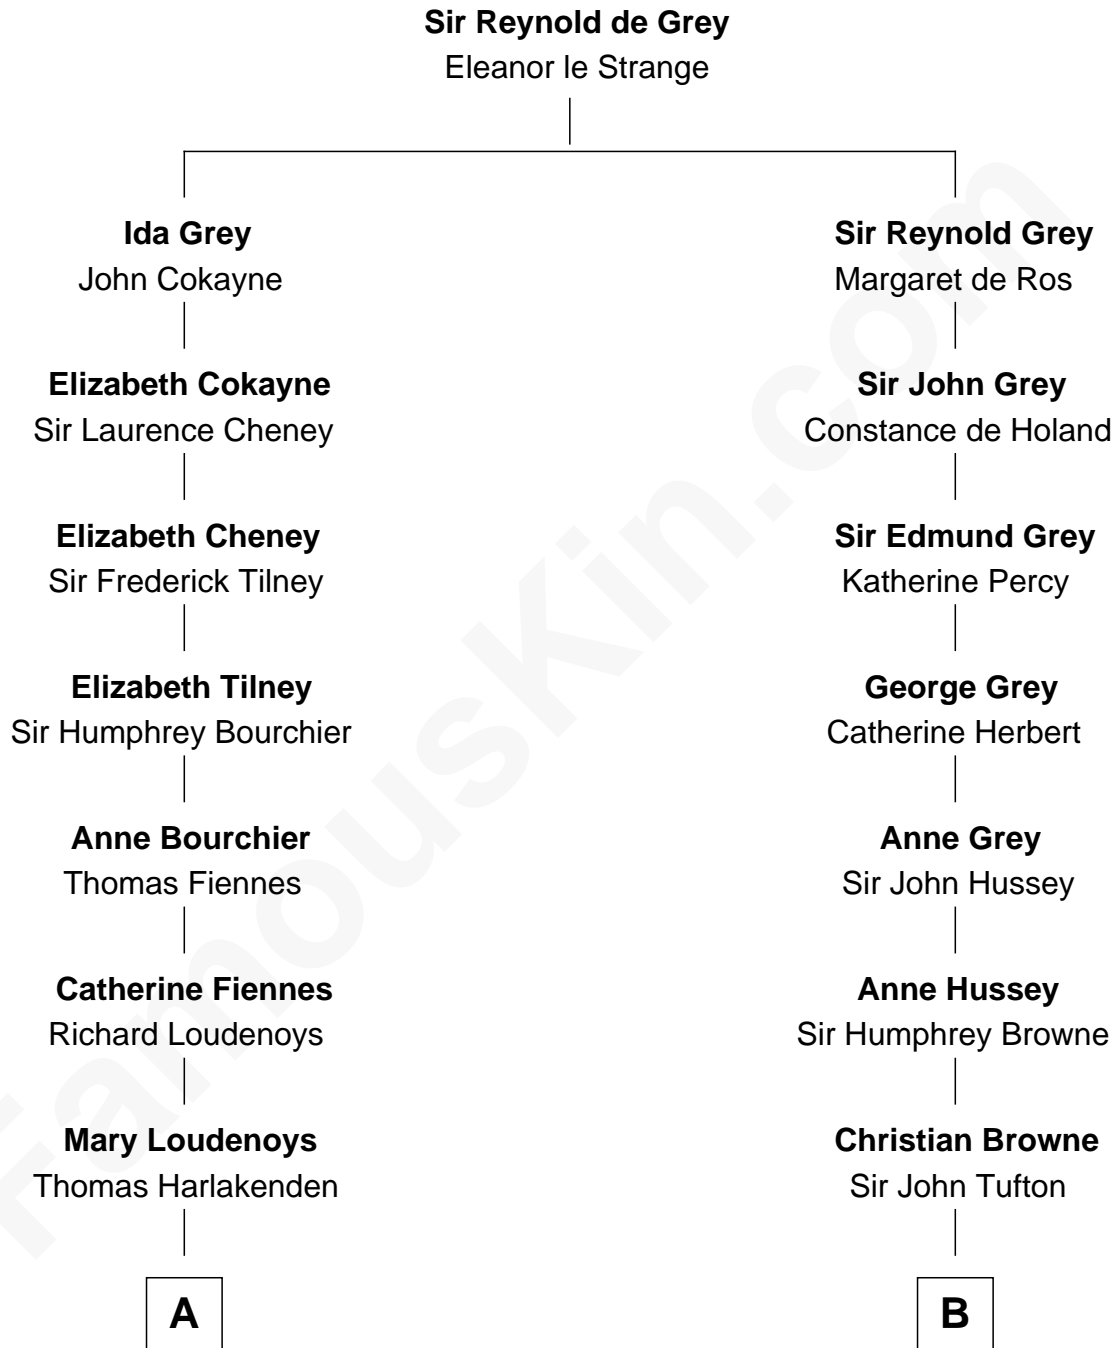 Sir Reynold de Grey
Eleanor le Strange
Ida Grey
John Cokayne
Sir Reynold Grey
Margaret de Ros
Elizabeth Cokayne
Sir Laurence Cheney
Sir John Grey
Constance de Holand
Elizabeth Cheney
Sir Frederick Tilney
Sir Edmund Grey
Katherine Percy
Elizabeth Tilney
Sir Humphrey Bourchier
George Grey
Catherine Herbert
Anne Bourchier
Thomas Fiennes
Anne Grey
Sir John Hussey
Catherine Fiennes
Richard Loudenoys
Anne Hussey
Sir Humphrey Browne
Mary Loudenoys
Thomas Harlakenden
Christian Browne
Sir John Tufton
A
B
FamousKin.com